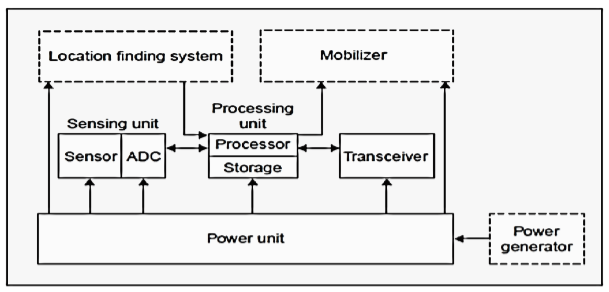 Location finding system
Mobilizer
Sensing unit
Processing
unit
Sensor
ADC
Processor
Storage
Transceiver
Power unit
Power
generator